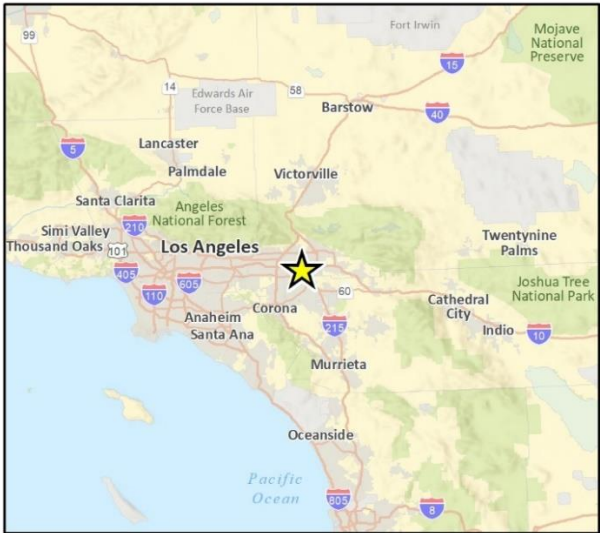 Fort Irwin
99
Mojave
National
Preserve
15
14
Edwards Air
Force Base
58
Barstow
40
5
Lancaster
Palmdale
Victorville
Santa Clarita
Angeles
National Forest
210
Simi Valley
Thousand Oaks
101
Los Angeles
Twentynine
Palms
405
605
110
60
Joshua Tree
National Park
Cathedral
City
Corona
Anaheim
Santa Ana
215
Indio
10
Murrieta
Oceanside
Pacific
Ocean
805
8